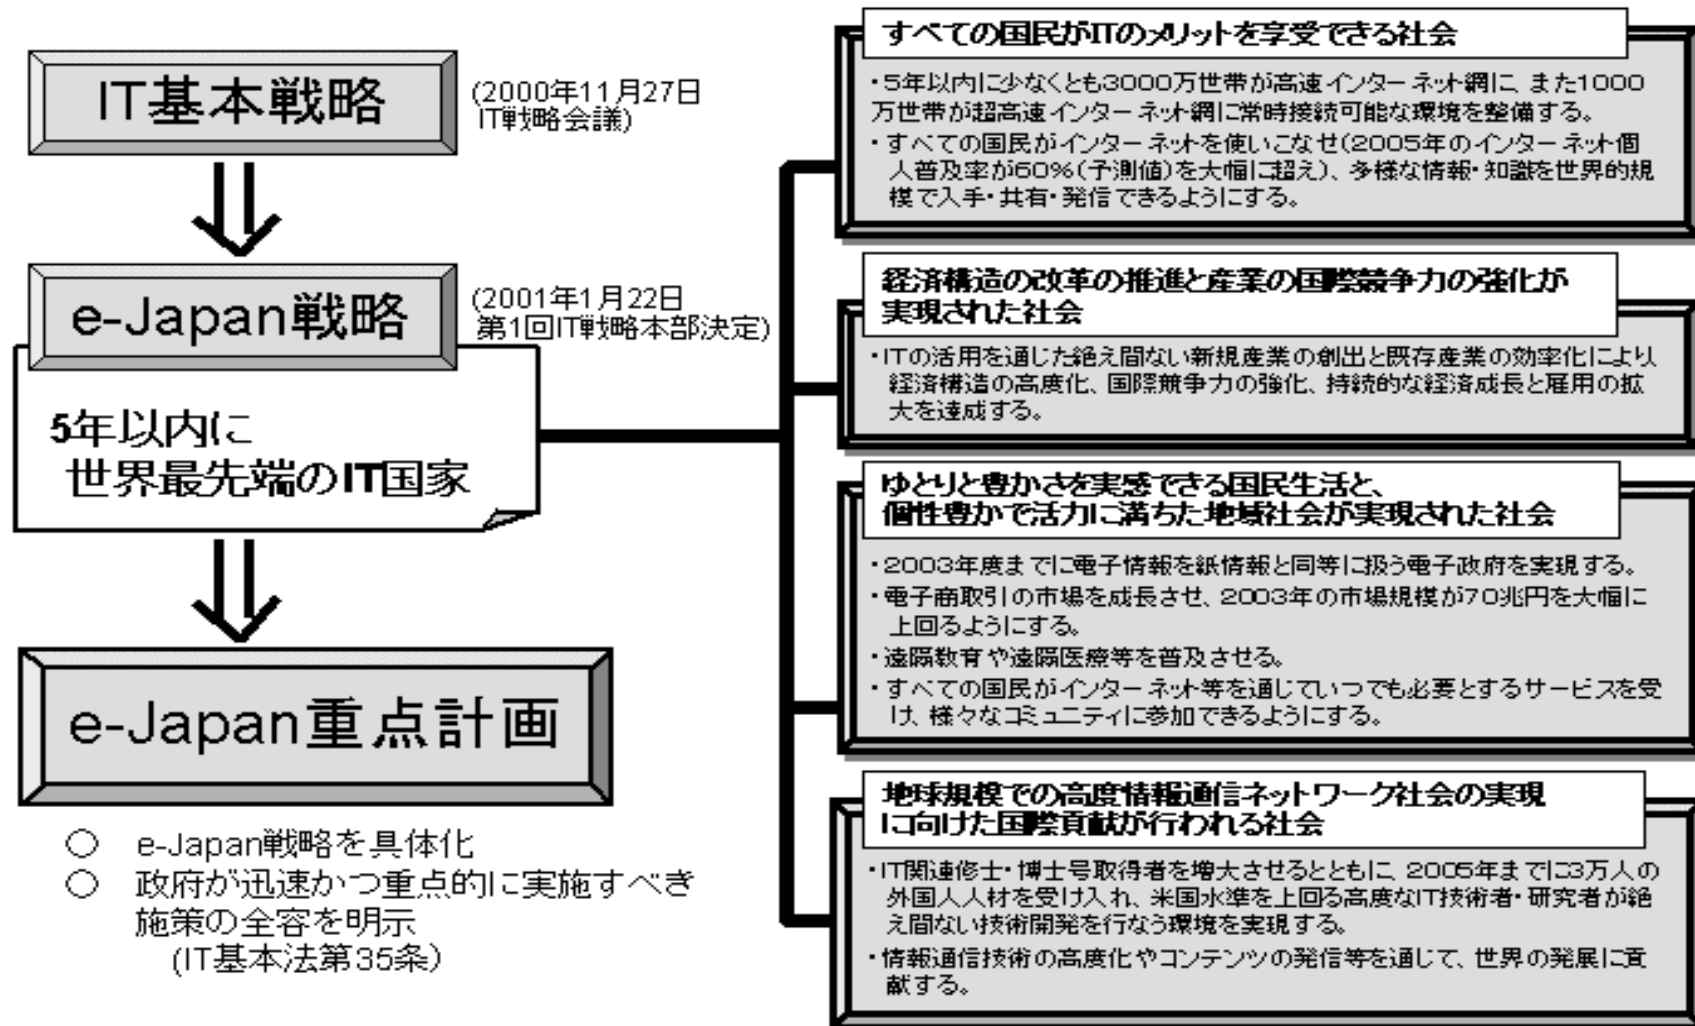 IT基本戦略
(2000年11月27日
IT戦略会議)
e-Japan戦略
(2001年1月22日
第1回IT戦略本部決定)
5年以内に
世界最先端のIT国家
e-Japan重点計画
○ e-Japan戦略を具体化
○ 政府が迅速かつ重点的に実施すべき
施策の全容を明示
(IT基本法第35条)
すべての国民がITのメリットを享受できる社会
・5年以内に少なくとも3000万世帯が高速インターネット網に、また1000
万世帯が超高速インターネット網に常時接続可能な環境を整備する。
・すべての国民がインターネットを使いこなせ(2005年のインターネット個
人普及率が60%(予測値)を大幅に超え)、多様な情報・知識を世界的規
模で入手・共有・発信できるようにする。
経済構造の改革の推進と産業の国際競争力の強化が
実現された社会
・ITの活用を通じた絶え間ない新規産業の創出と既存産業の効率化により
経済構造の高度化、国際競争力の強化、持続的な経済成長と雇用の拡
大を達成する。
ゆとりと豊かさを実感できる国民生活と、
個性豊かで活力に満ちた地域社会が実現された社会
・2003年度までに電子情報を紙情報と同等に扱う電子政府を実現する。
・電子商取引の市場を成長させ、2003年の市場規模が70兆円を大幅に
上回るようにする。
・遠隔教育や遠隔医療等を普及させる。
・すべての国民がインターネット等を通じていつでも必要とするサービスを受
け、様々なコミュニティに参加できるようにする。
地球規模での高度情報通信ネットワーク社会の実現
に向けた国際貢献が行われる社会
・IT関連修士・博士号取得者を増大させるとともに、2005年までに3万人の
外国人人材を受け入れ、米国水準を上回る高度なIT技術者・研究者が絶
え間ない技術開発を行なう環境を実現する。
・情報通信技術の高度化やコンテンツの発信等を通じて、世界の発展に貢
献する。